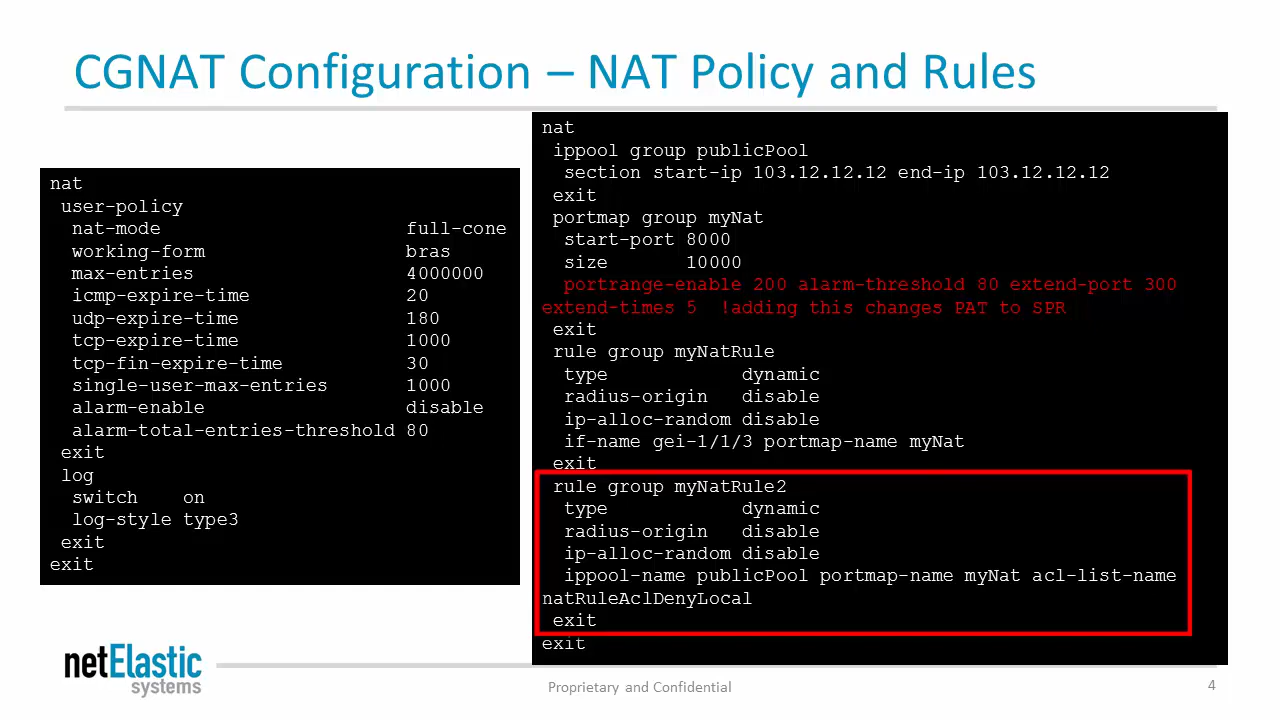 CGNAT Configuration – NAT Policy and Rules
nat
user-policy
nat-mode full-cone
working-form bras
max-entries 4000000
icmp-expire-time 20
udp-expire-time 180
tcp-expire-time 1000
tcp-fin-expire-time 30
single-user-max-entries 1000
alarm-enable disable
alarm-total-entries-threshold 80
exit
log
switch on
log-style type3
exit
exit
nat
ippool group publicPool
section start-ip 103.12.12.12 end-ip 103.12.12.12
exit
portmap group myNat
start-port 8000
size 10000
portrange-enable 200 alarm-threshold 80 extend-port 300
extend-times 5 !adding this changes PAT to SPR
exit
rule group myNatRule
type dynamic
radius-origin disable
ip-alloc-random disable
if-name gei-1/1/3 portmap-name myNat
exit
rule group myNatRule2
type dynamic
radius-origin disable
ip-alloc-random disable
ippool-name publicPool portmap-name myNat acl-list-name
natRuleAclDenyLocal
exit
exit
netElastic
systems
Proprietary and Confidential
4